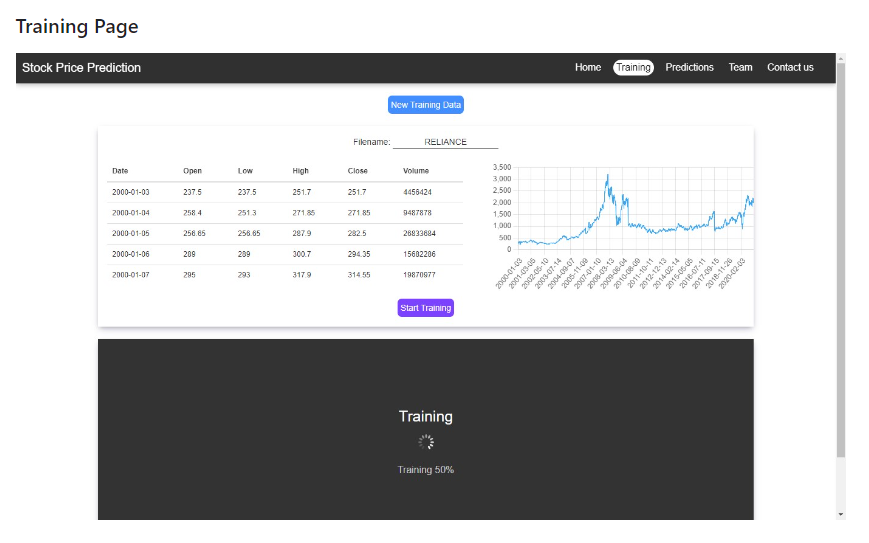 Training Page
Stock Price Prediction Home Training Predictions Team Contact us
New Training Data
Filename: RELIANCE
Date Open Low High Close Volume
2000-01-03 237.5 237.5 251.7 251.7 4456424
2000-01-04 258.4 251.3 271.85 271.85 9487878
2000-01-05 256.65 256.65 287.9 282.5 26833684
2000-01-06 289 289 300.7 294.35 15682286
2000-01-07 295 293 317.9 314.55 19870977
3,500
3,000
2,500
2,000
1,500
1,000
500
0
2000-01-03
2001-03-05
2002-05-10
2003-07-14
2004-09-07
2005-11-09
2007-01-10
2008-03-13
2009-06-04
2010-08-09
2011-10-11
2012-12-13
2014-02-14
2015-05-05
2016-07-11
2017-09-15
2018-11-26
2020-02-03
Start Training
Training
Training 50%